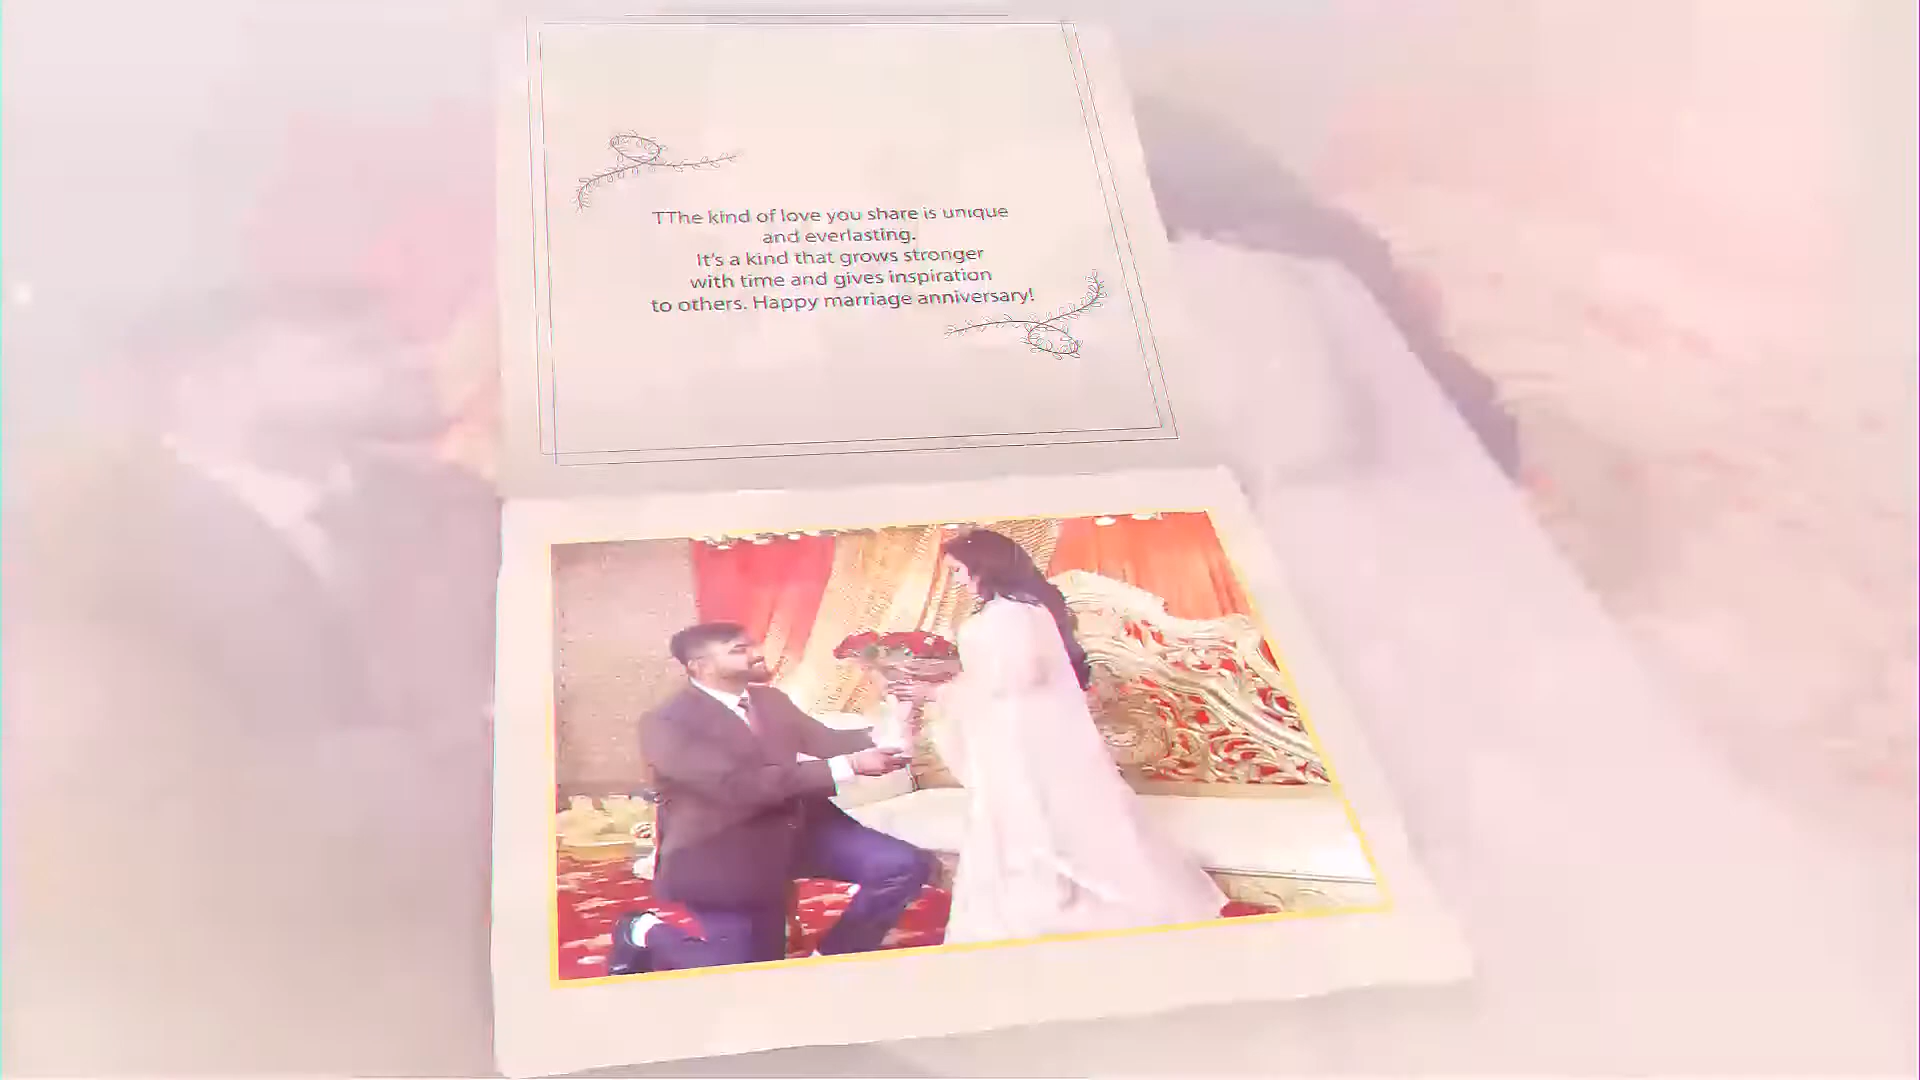 TThe kind of love you share is unique
and everlasting.
It's a kind that grows stronger
with time and gives inspiration
to others. Happy marriage anniversary!